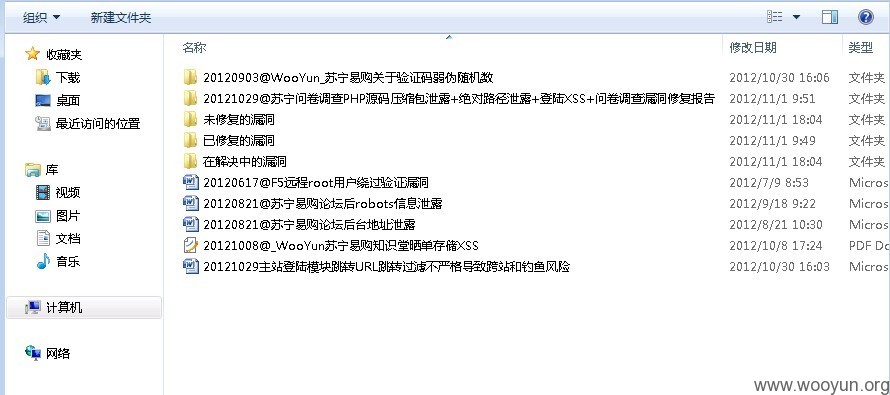 组织 新建文件夹
收藏夹
下载
桌面
最近访问的位置
库
视频
图片
文档
音乐
计算机
网络
名称 修改日期 类型
20120903@WooYun_苏宁易购关于验证码弱伪随机数 2012/10/30 16:06 文件夹
20121029@苏宁问卷调查PHP源码压缩包泄露+绝对路径泄露+登陆XSS+问卷调查漏洞修复报告 2012/11/1 9:51 文件夹
未修复的漏洞 2012/11/1 18:04 文件夹
已修复的漏洞 2012/11/1 9:49 文件夹
在解决中的漏洞 2012/11/1 18:04 文件夹
20120617@F5远程root用户绕过验证漏洞 2012/7/9 8:53 Micros
20120821@苏宁易购论坛后robots信息泄露 2012/9/18 9:22 Micros
20120821@苏宁易购论坛后台地址泄露 2012/8/21 10:30 Micros
20121008@_WooYun苏宁易购知识堂晒单存储XSS 2012/10/8 17:24 PDF Do
20121029主站登陆模块跳转URL跳转过滤不严格导致跨站和钓鱼风险 2012/10/30 16:03 Micros
www.wooyun.org